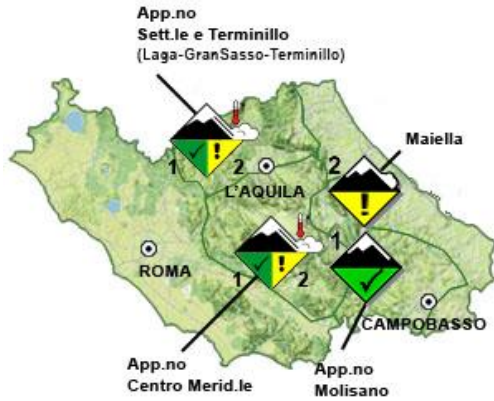 App.no
Sett.le e Terminillo
(Laga-GranSasso-Terminillo)
Maiella
1 ! 2
2
!
L'AQUILA
1
1 ! 2
ROMA
CAMPOBASSO
App.no
Centro Merid.le
App.no
Molisano